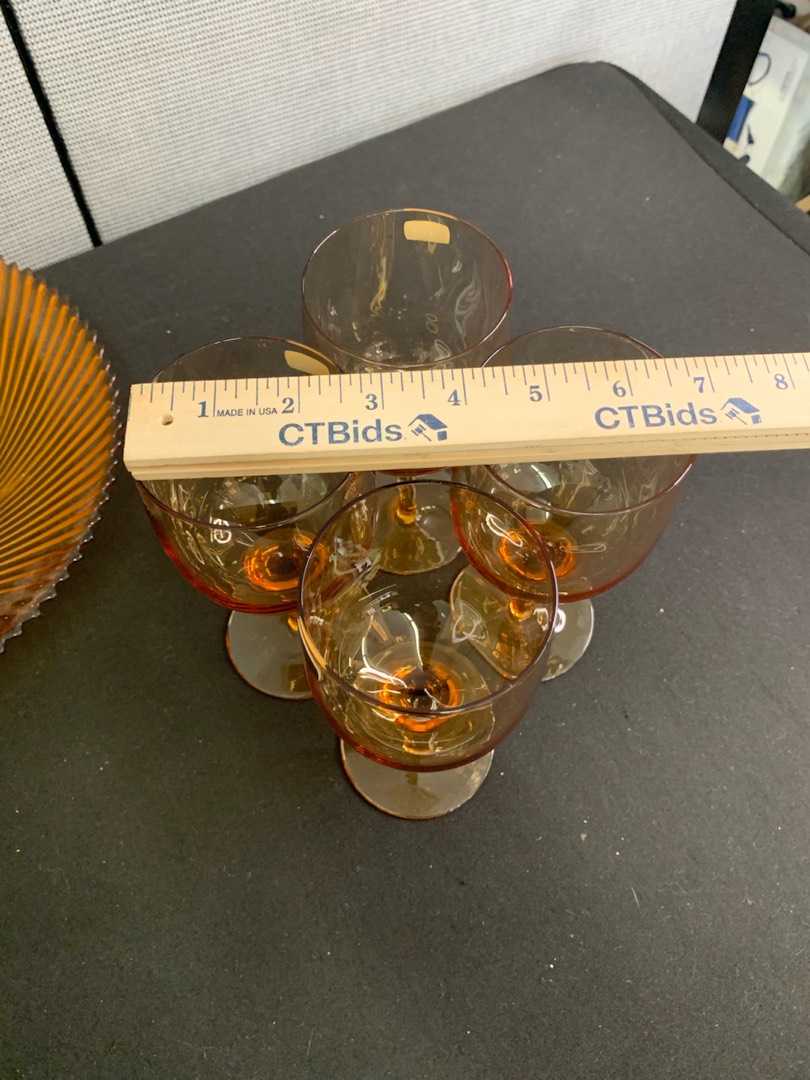 1 MADE IN USA 2 3 4 5 6 7 8
CTBids CTBids